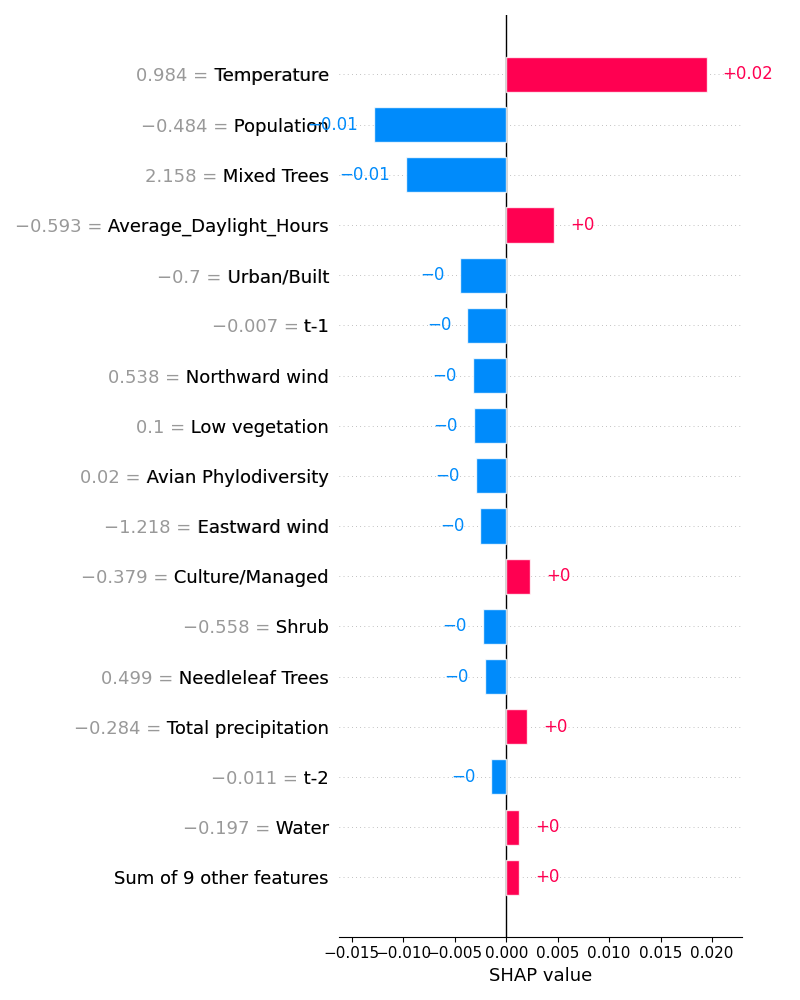 0.984 = Temperature +0.02
−0.484 = Population −0.01
2.158 = Mixed Trees −0.01
−0.593 = Average_Daylight_Hours +0
−0.7 = Urban/Built −0
−0.007 = t-1 −0
0.538 = Northward wind −0
0.1 = Low vegetation −0
0.02 = Avian Phylodiversity −0
−1.218 = Eastward wind −0
−0.379 = Culture/Managed +0
−0.558 = Shrub −0
0.499 = Needleleaf Trees −0
−0.284 = Total precipitation +0
−0.011 = t-2 −0
−0.197 = Water +0
Sum of 9 other features +0
−0.015 −0.010 −0.005 0.000 0.005 0.010 0.015 0.020
SHAP value